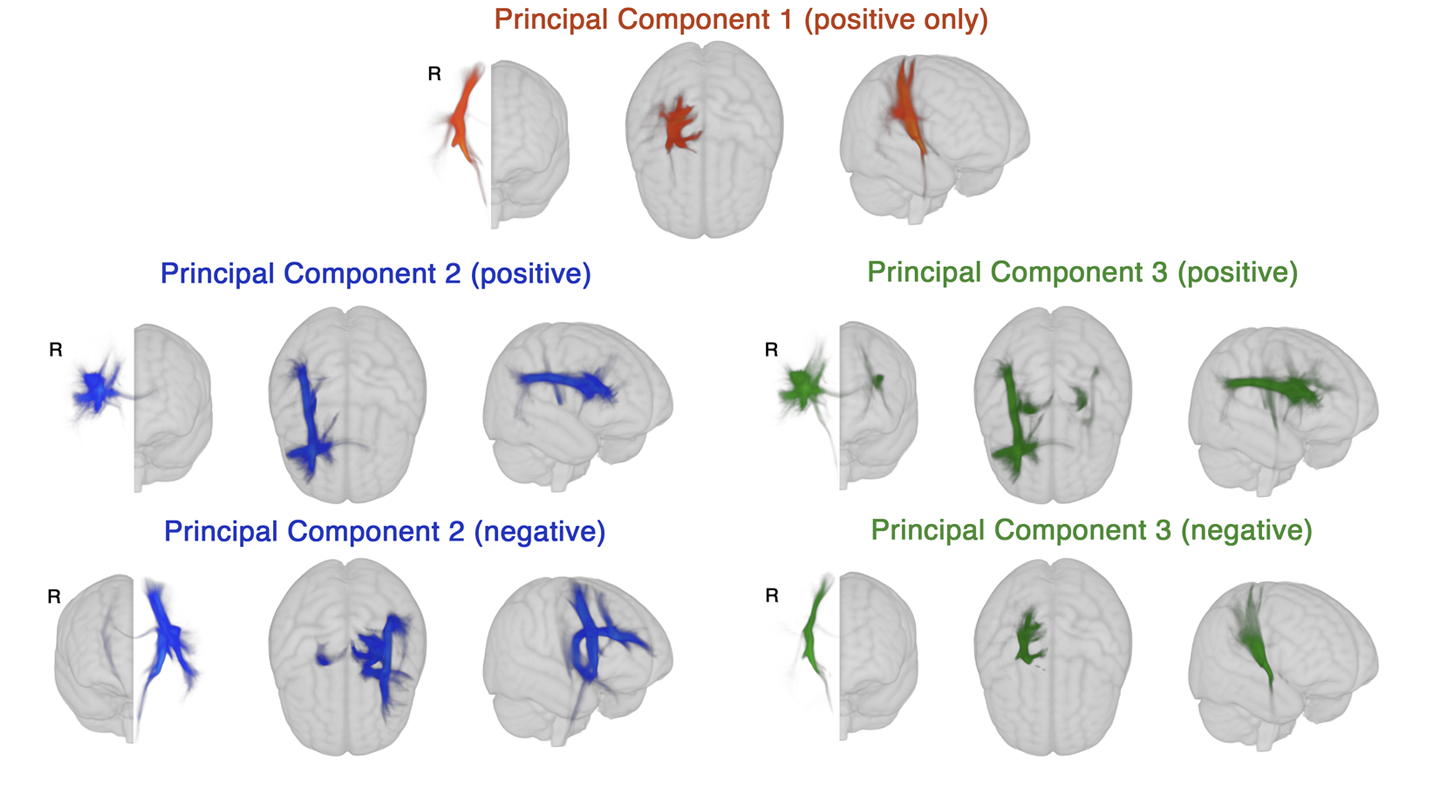 Principal Component 1 (positive only)
R
Principal Component 2 (positive)
Principal Component 3 (positive)
R
R
Principal Component 2 (negative)
Principal Component 3 (negative)
R
R